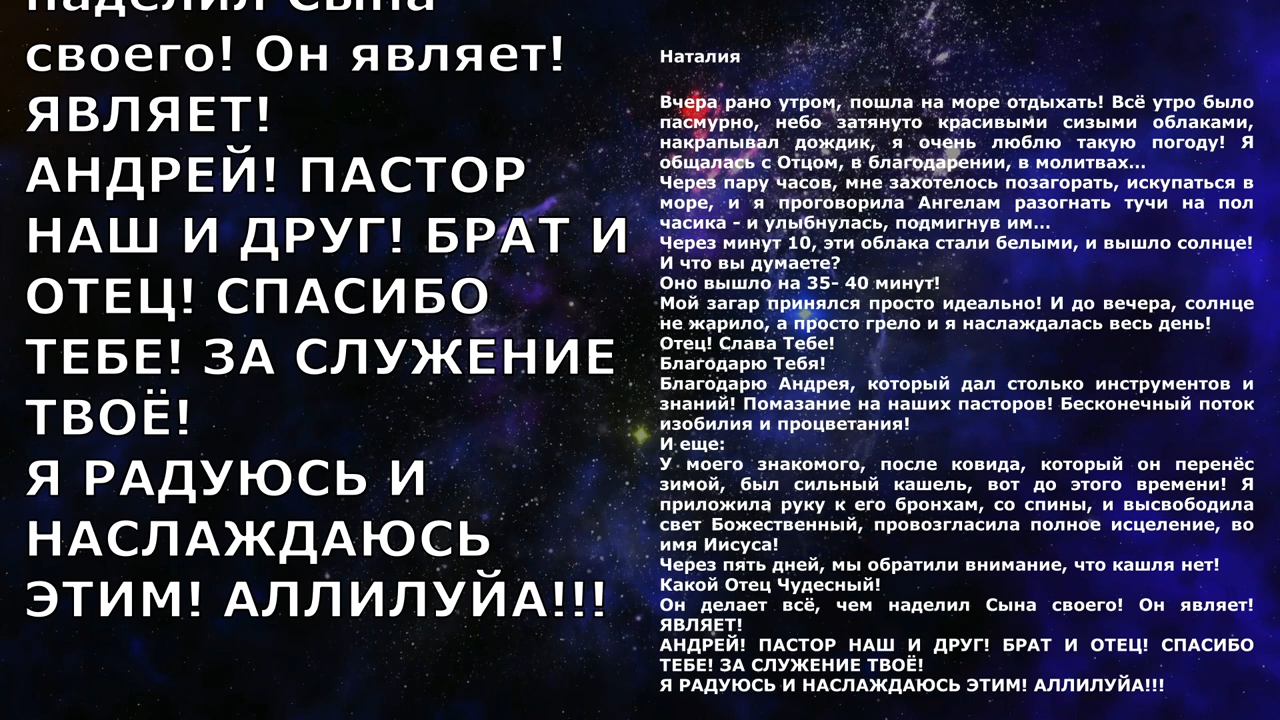 наделил Сына
своего! Он являет!
ЯВЛЯЕТ!
АНДРЕЙ! ПАСТОР
НАШ И ДРУГ! БРАТ И
ОТЕЦ! СПАСИБО
ТЕБЕ! ЗА СЛУЖЕНИЕ
ТВОЁ!
Я РАДУЮСЬ И
НАСЛАЖДАЮСЬ
ЭТИМ! АЛЛИЛУЙА!!!
Наталия
Вчера рано утром, пошла на море отдыхать! Всё утро было
пасмурно, небо затянуто красивыми сизыми облаками,
накрапывал дождик, я очень люблю такую погоду! Я
общалась с Отцом, в благодарении, в молитвах...
Через пару часов, мне захотелось позагорать, искупаться в
море, и я проговорила Ангелам разогнать тучи на пол
часика - и улыбнулась, подмигнув им...
Через минут 10, эти облака стали белыми, и вышло солнце!
И что вы думаете?
Оно вышло на 35- 40 минут!
Мой загар принялся просто идеально! И до вечера, солнце
не жарило, а просто грело и я наслаждалась весь день!
Отец! Слава Тебе!
Благодарю Тебя!
Благодарю Андрея, который дал столько инструментов и
знаний! Помазание на наших пасторов! Бесконечный поток
изобилия и процветания!
И еще:
У моего знакомого, после ковида, который он перенёс
зимой, был сильный кашель, вот до этого времени! Я
приложила руку к его бронхам, со спины, и высвободила
свет Божественный, провозгласила полное исцеление, во
имя Иисуса!
Через пять дней, мы обратили внимание, что кашля нет!
Какой Отец Чудесный!
Он делает всё, чем наделил Сына своего! Он являет!
ЯВЛЯЕТ!
АНДРЕЙ! ПАСТОР НАШ И ДРУГ! БРАТ И ОТЕЦ! СПАСИБО
ТЕБЕ! ЗА СЛУЖЕНИЕ ТВОЁ!
Я РАДУЮСЬ И НАСЛАЖДАЮСЬ ЭТИМ! АЛЛИЛУЙА!!!